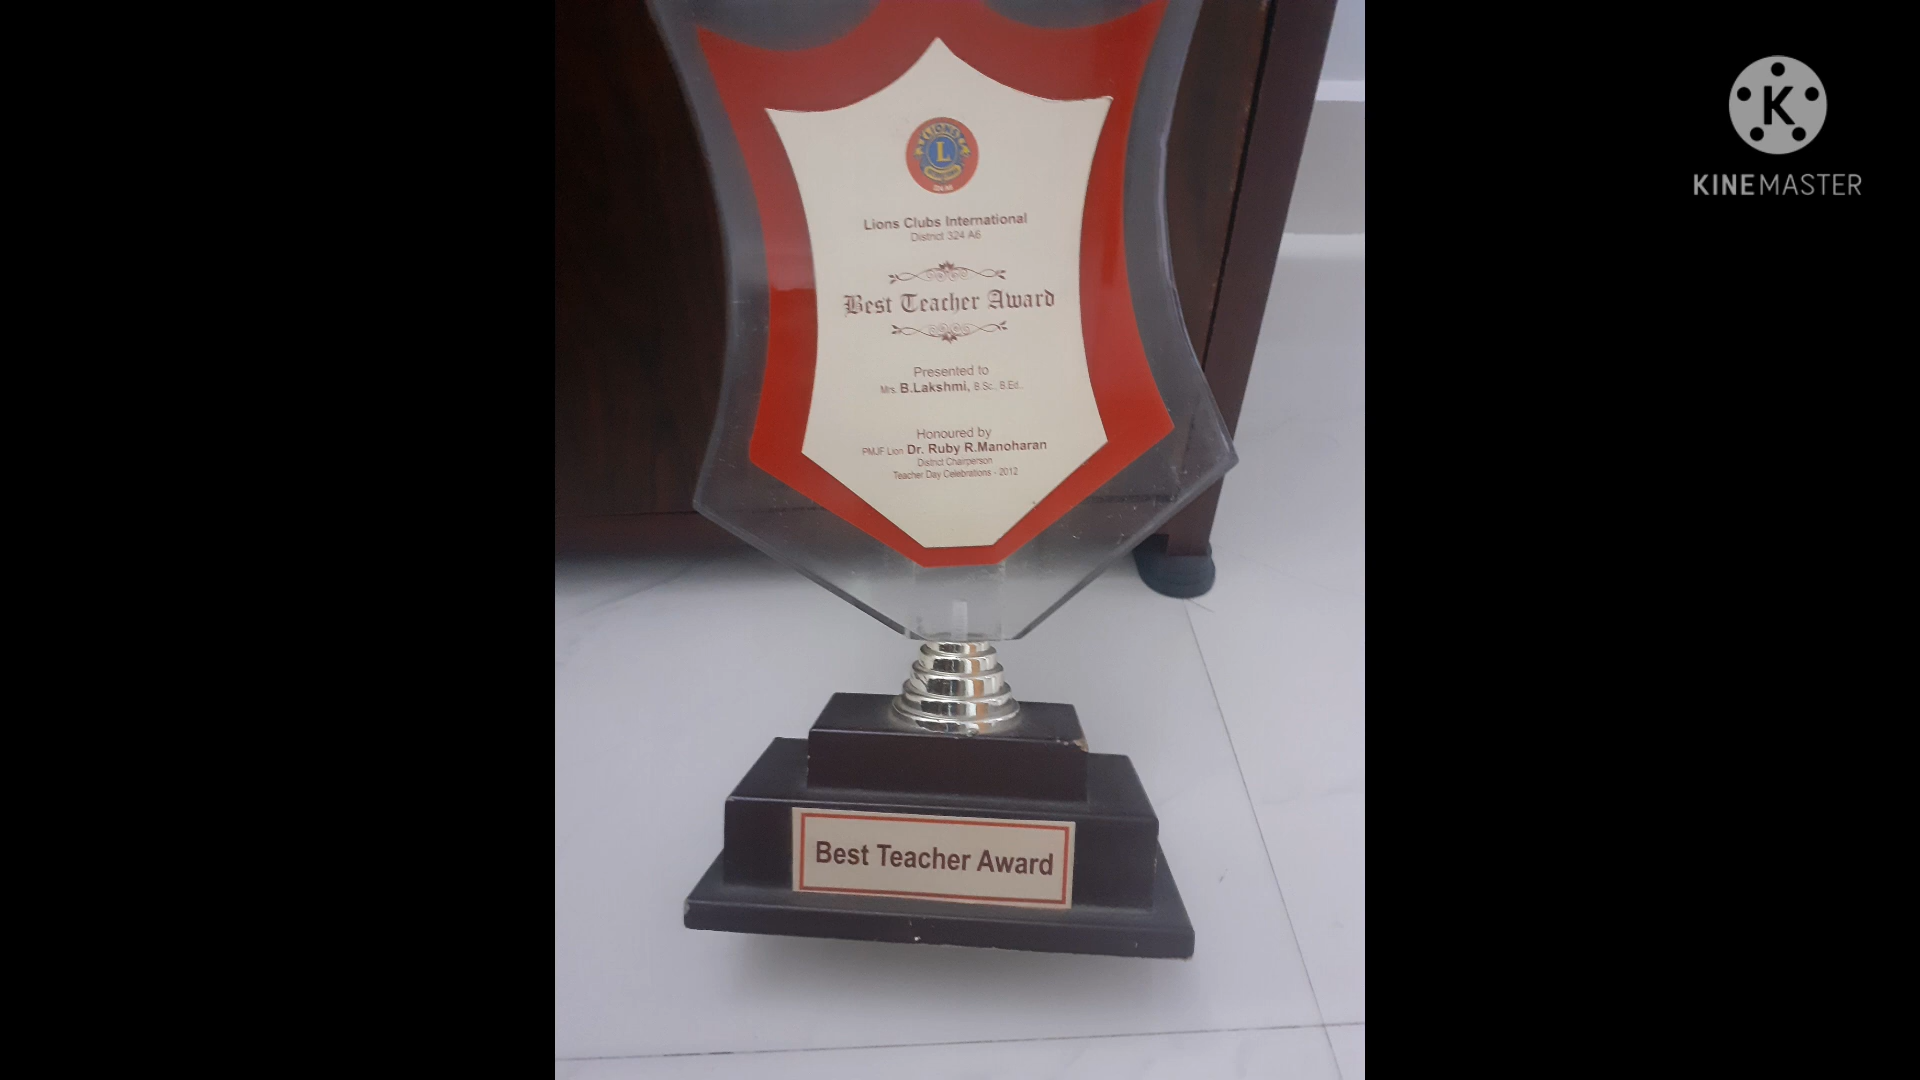 LIONS
L
Lions Clubs International
District 324 A6
Best Teacher Award
Presented to
Mrs. B.Lakshmi, B.Sc., B.Ed.,
Honoured by
PMJF Lion Dr. Ruby R.Manoharan
District Chairperson
Teacher Day Celebrations - 2012
Best Teacher Award
K
KINEMASTER